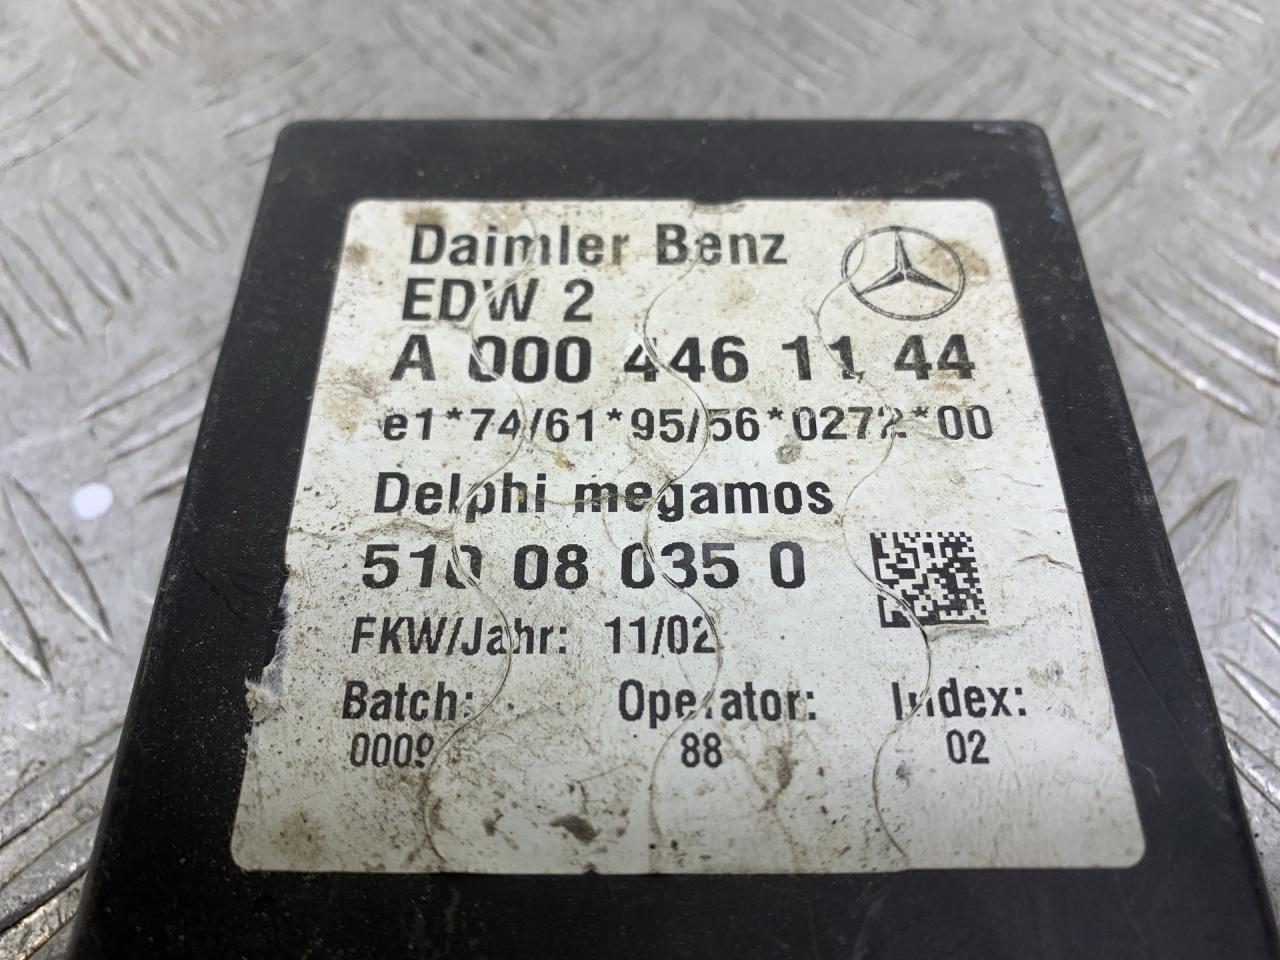 Daimler Benz
EDW 2
A 000 446 11 44
e1*74/61*95/56*0272*00
Delphi megamos
510 08 035 0
FKW/Jahr: 11/02
Batch: Operator: Index:
0009 88 02